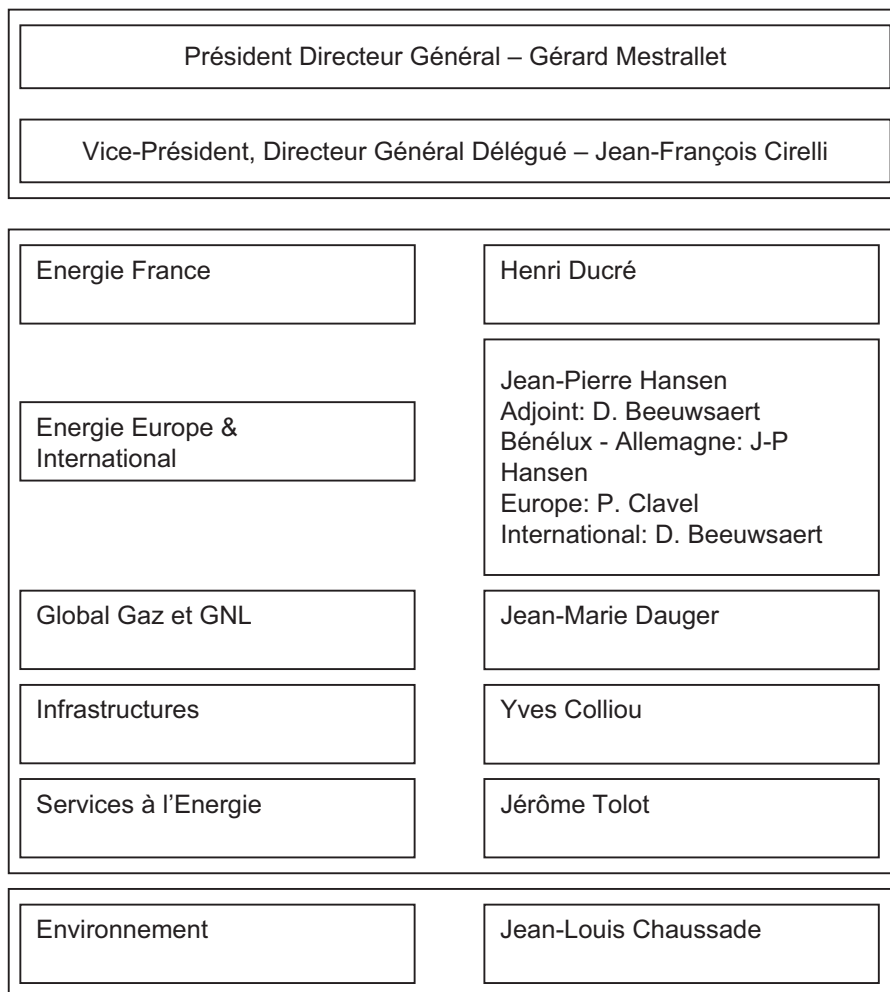 Président Directeur Général – Gérard Mestrallet
Vice-Président, Directeur Général Délégué – Jean-François Cirelli
Energie France
Henri Ducré
Energie Europe &
International
Jean-Pierre Hansen
Adjoint: D. Beeuwsaert
Bénélux - Allemagne: J-P
Hansen
Europe: P. Clavel
International: D. Beeuwsaert
Global Gaz et GNL
Jean-Marie Dauger
Infrastructures
Yves Colliou
Services à l’Energie
Jérôme Tolot
Environnement
Jean-Louis Chaussade